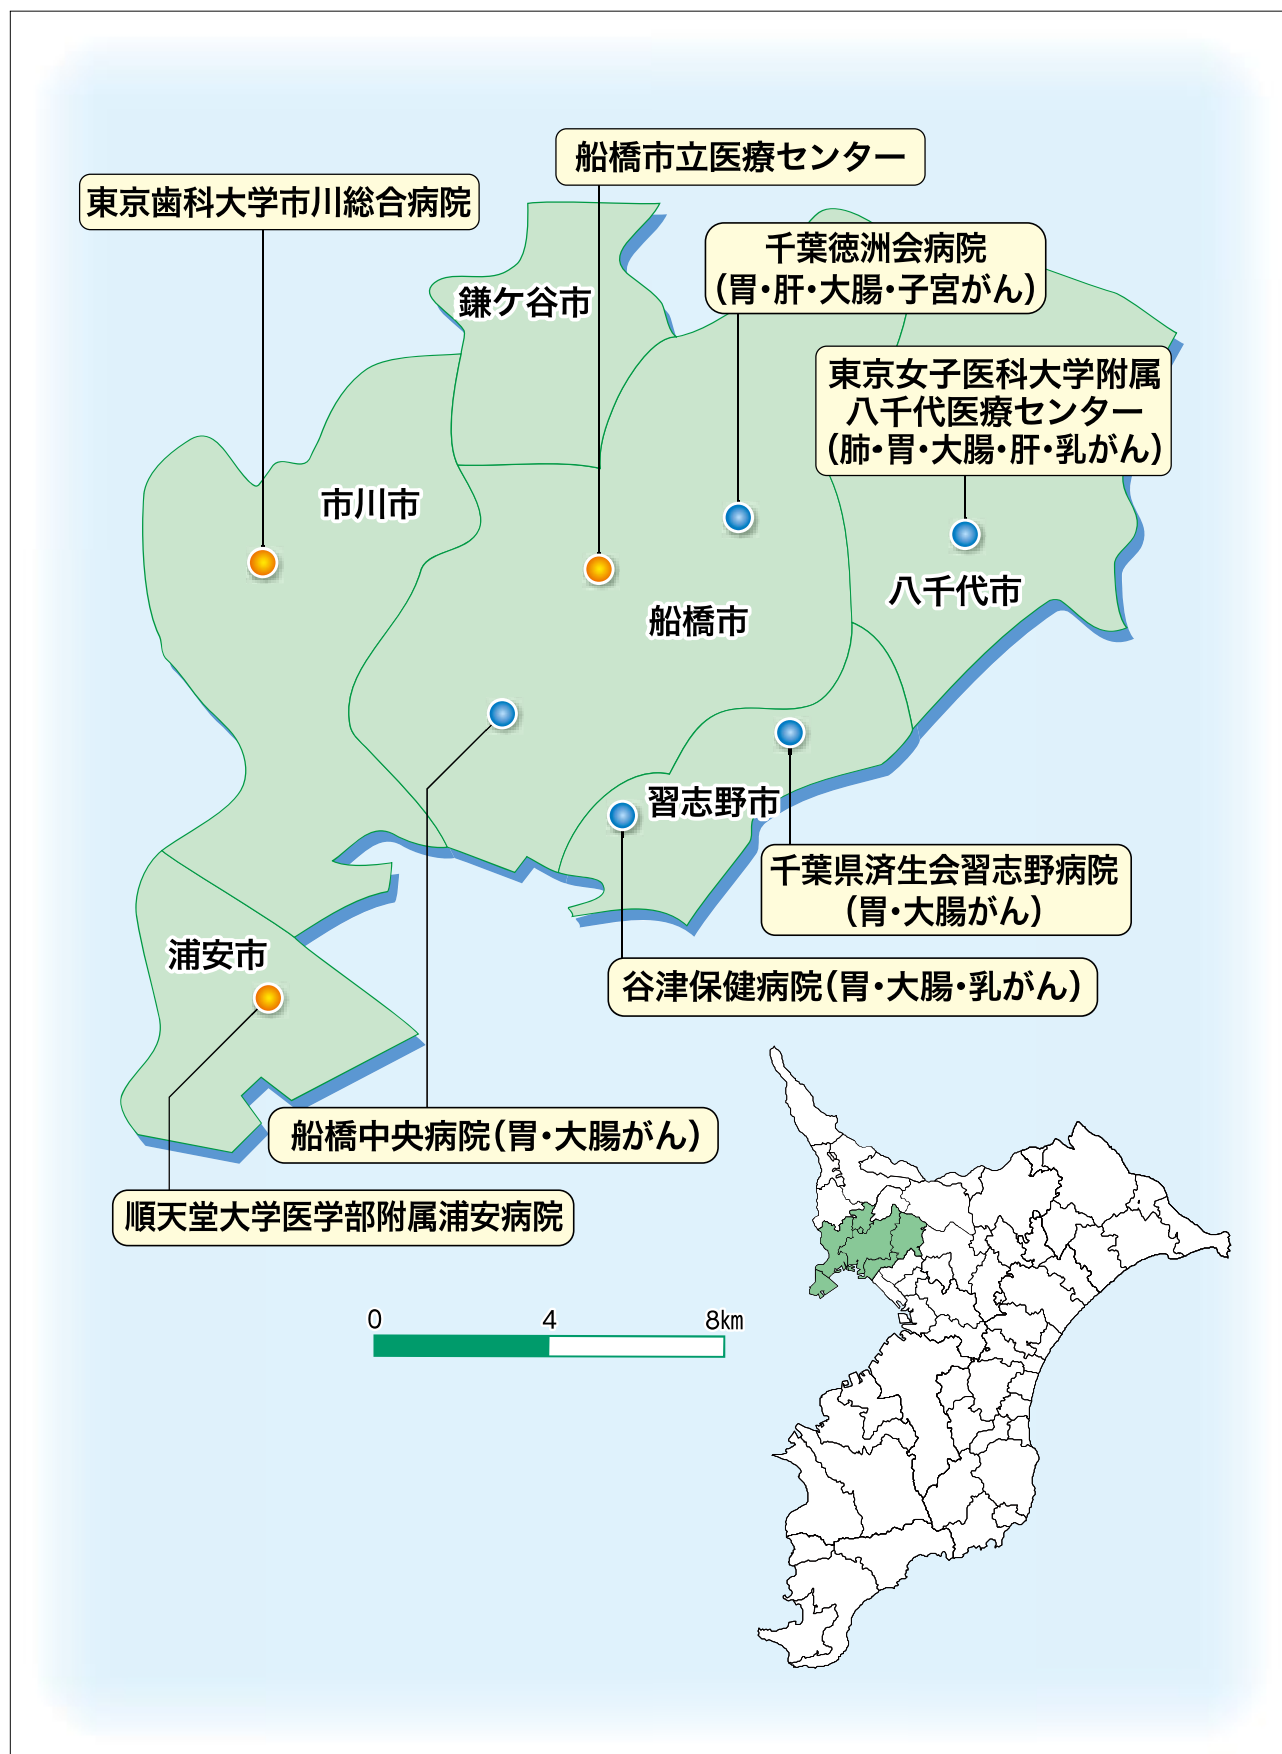 船橋市立医療センター
東京歯科大学市川総合病院
千葉徳洲会病院
(胃・肝・大腸・子宮がん)
鎌ケ谷市
東京女子医科大学附属
八千代医療センター
(肺・胃・大腸・肝・乳がん)
市川市
八千代市
船橋市
習志野市
千葉県済生会習志野病院
(胃・大腸がん)
浦安市
谷津保健病院(胃・大腸・乳がん)
船橋中央病院(胃・大腸がん)
順天堂大学医学部附属浦安病院
0 4 8km